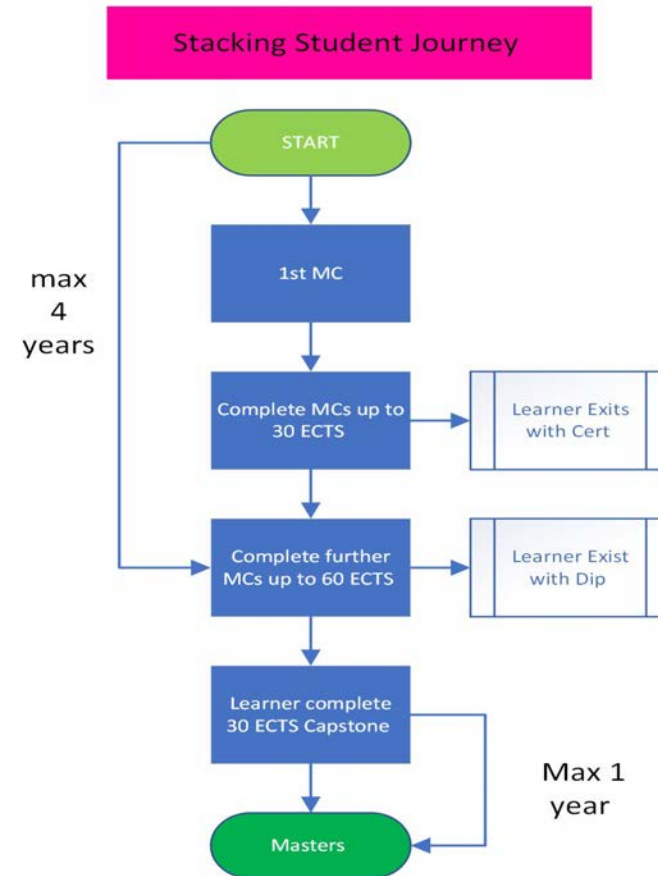 Stacking Student Journey
START
1st MC
max
4
years
Complete MCs up to
30 ECTS
Learner Exits
with Cert
Complete further
MCs up to 60 ECTS
Learner Exist
with Dip
Learner complete
30 ECTS Capstone
Max 1
year
Masters